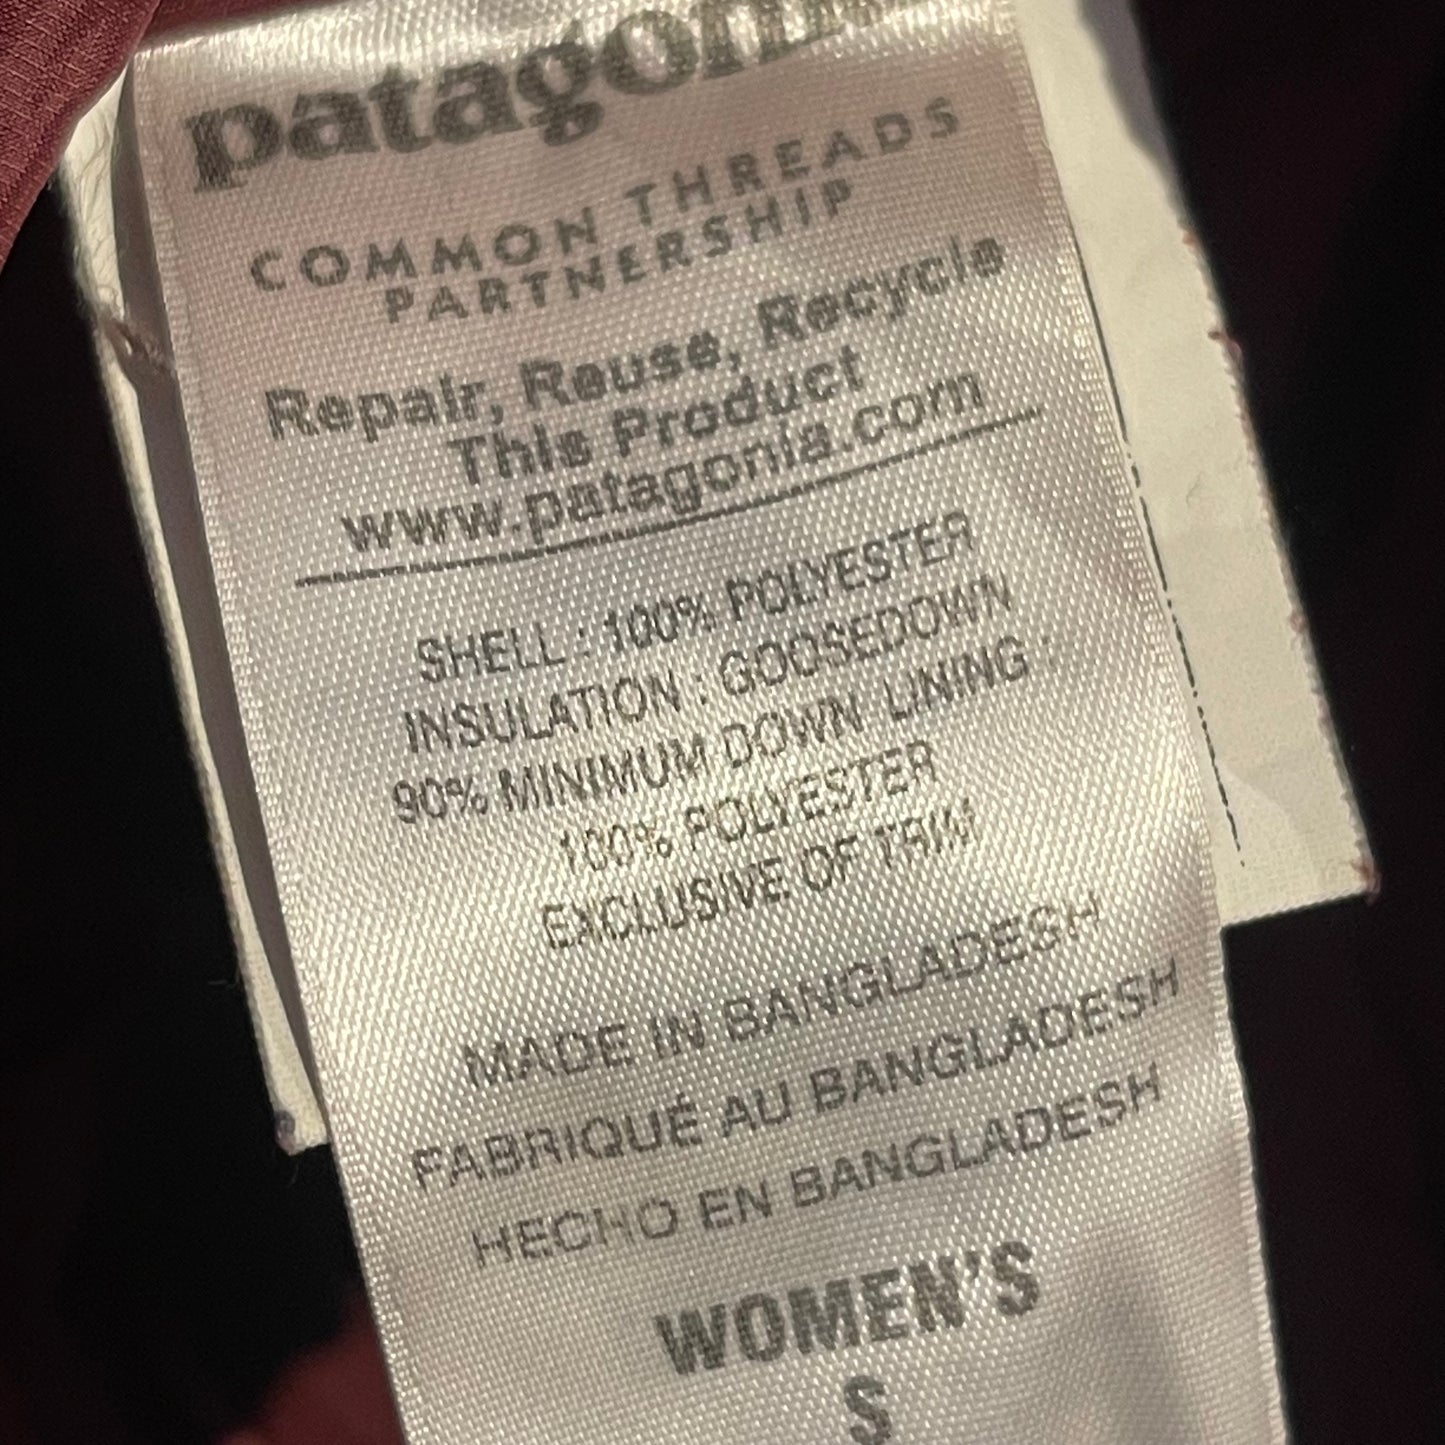 patagonia
COMMON THREADS
PARTNERSHIP
Repair, Reuse, Recycle
This Product
www.patagonia.com
SHELL : 100% POLYESTER
INSULATION : GOOSEDOWN
90% MINIMUM DOWN LINING :
100% POLYESTER
EXCLUSIVE OF TRIM
MADE IN BANGLADESH
FABRIQUÉ AU BANGLADESH
HECHO EN BANGLADESH
WOMEN'S
S